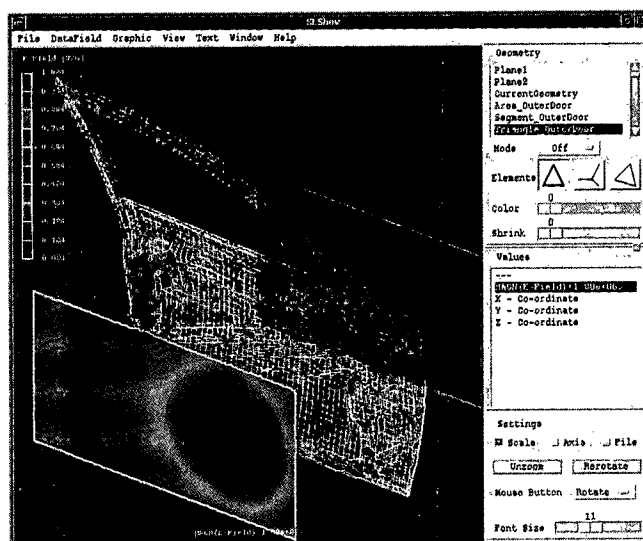 SLShow
File DataField Graphic View Text Window Help
Geometry
Plane1
Plane2
CurrentGeometry
Area_OuterDoor
Segment_OuterDoor
Triangle_OuterDoor
Mode Off
Elements
0
Color
0
Shrink
Values
---
X - Co-ordinate
Y - Co-ordinate
Z - Co-ordinate
Settings
Scale Axis File
Unzoom Rerotate
Mouse Button Rotate
11
Font Size